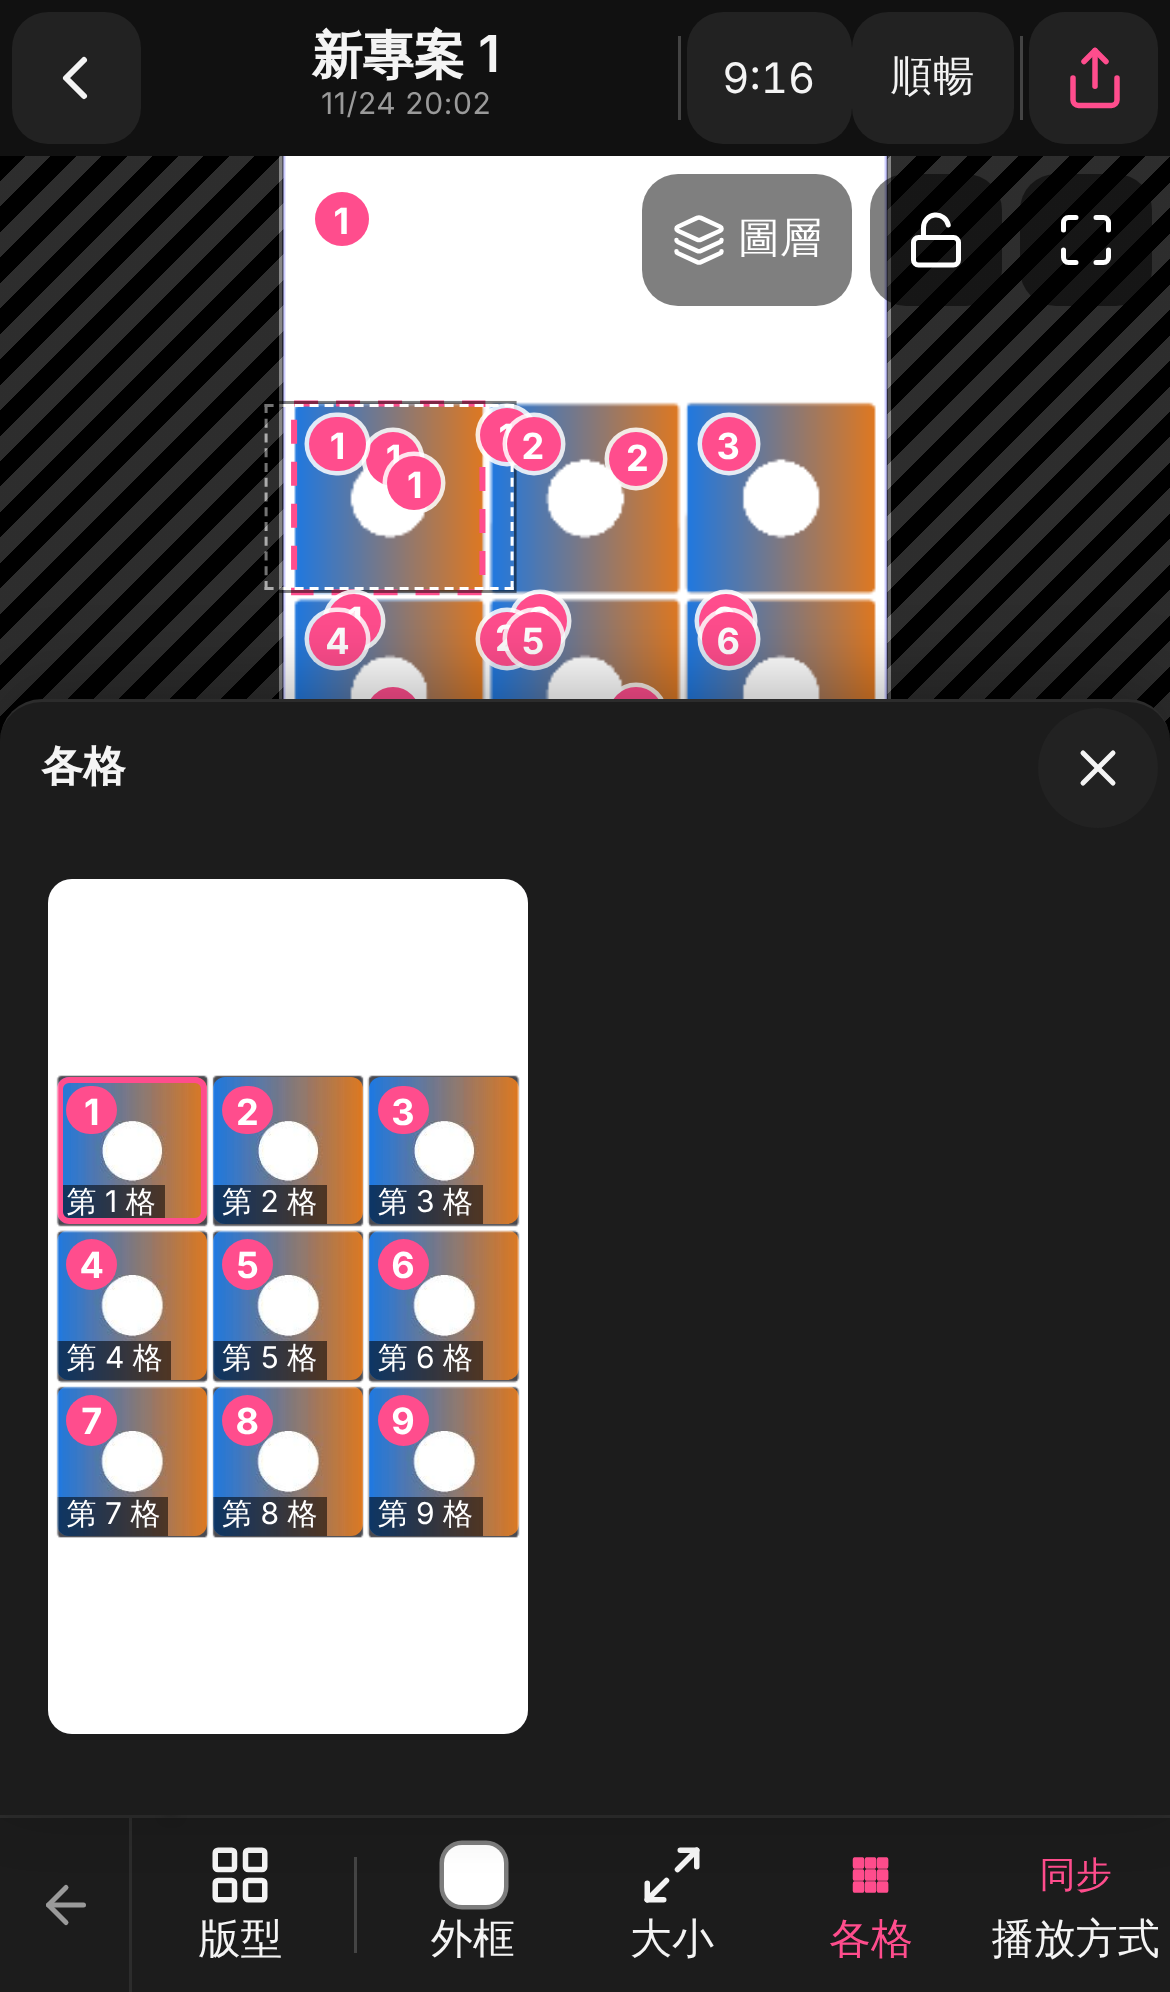 新專案 1
11/24 20:02
9:16
順暢
1
圖層
1
1
1
1
2
2
3
4
2
5
6
各格
1
2
3
第 1 格
第 2 格
第 3 格
4
5
6
第 4 格
第 5 格
第 6 格
7
8
9
第 7 格
第 8 格
第 9 格
版型
外框
大小
各格
同步
播放方式